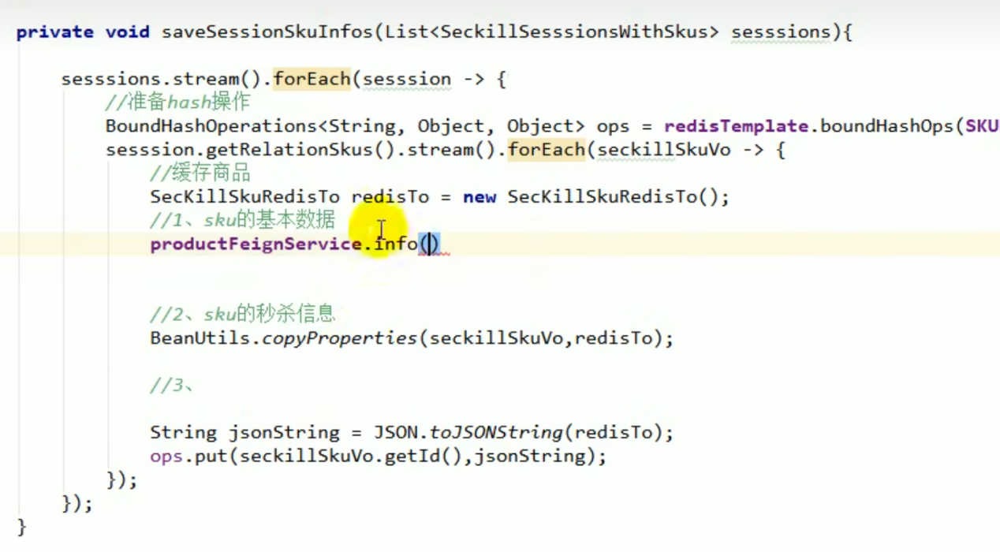 private void saveSessionSkuInfos(List<SeckillSesssionsWithSkus> sesssions){
sesssions.stream().forEach(sesssion -> {
//准备hash操作
BoundHashOperations<String, Object, Object> ops = redisTemplate.boundHashOps(SKU
sesssion.getRelationSkus().stream().forEach(seckillSkuVo -> {
//缓存商品
SecKillSkuRedisTo redisTo = new SecKillSkuRedisTo();
//1、sku的基本数据
productFeignService.info()
//2、sku的秒杀信息
BeanUtils.copyProperties(seckillSkuVo,redisTo);
//3、
String jsonString = JSON.toJSONString(redisTo);
ops.put(seckillSkuVo.getId(),jsonString);
});
});
}